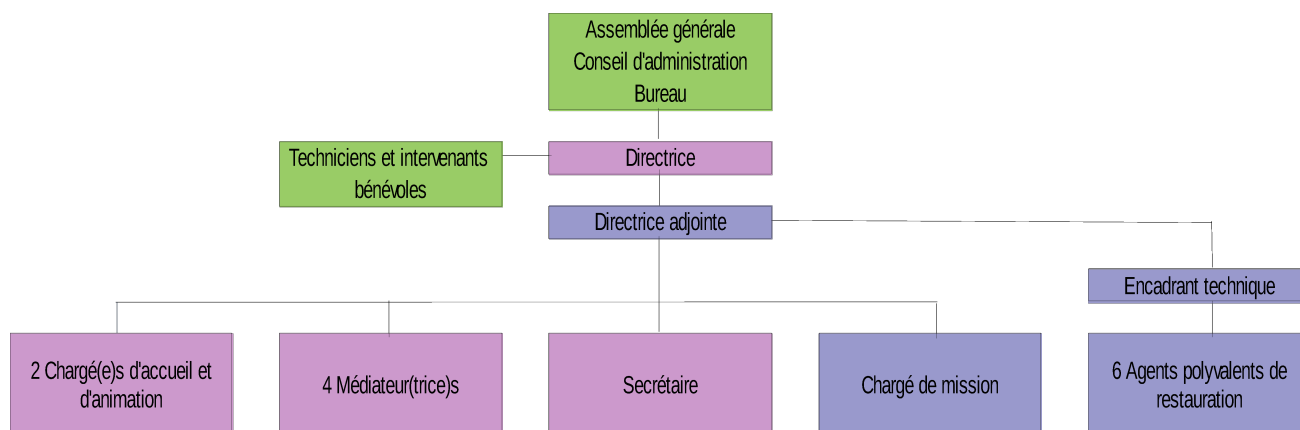 Assemblée générale
Conseil d'administration
Bureau
Techniciens et intervenants
bénévoles
Directrice
Directrice adjointe
Encadrant technique
2 Chargé(e)s d'accueil et
d'animation
4 Médiateur(trice)s
Secrétaire
Chargé de mission
6 Agents polyvalents de
restauration